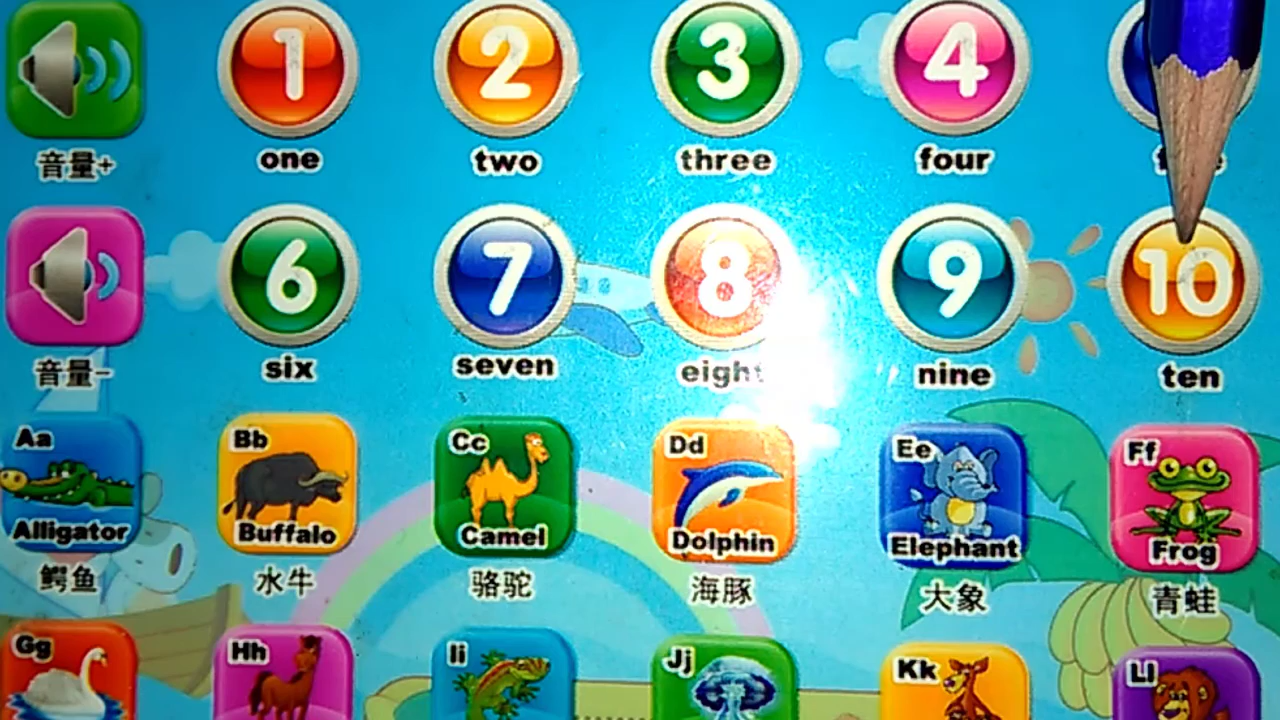 1 2 3 4
音量+ one two three four
6 7 8 9 10
音量- six seven eight nine ten
Aa Bb Cc Dd Ee Ff
Alligator Buffalo Camel Dolphin Elephant Frog
鳄鱼 水牛 骆驼 海豚 大象 青蛙
Gg Hh Ii Jj Kk Ll